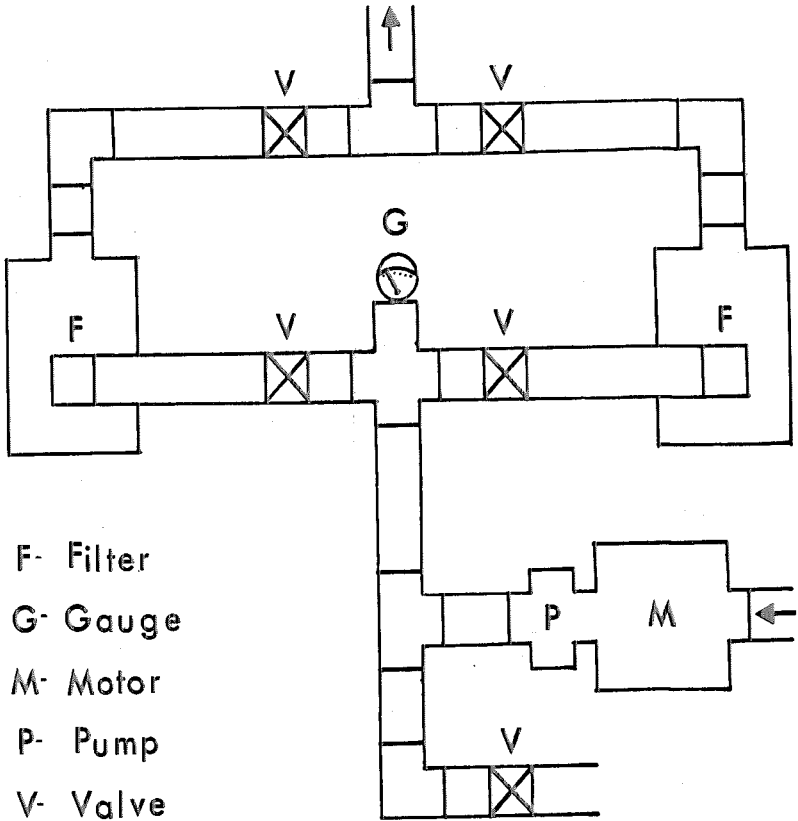 V V
G
F V V F
F- Filter
G- Gauge
P M
M- Motor
P- Pump
V
V- Valve